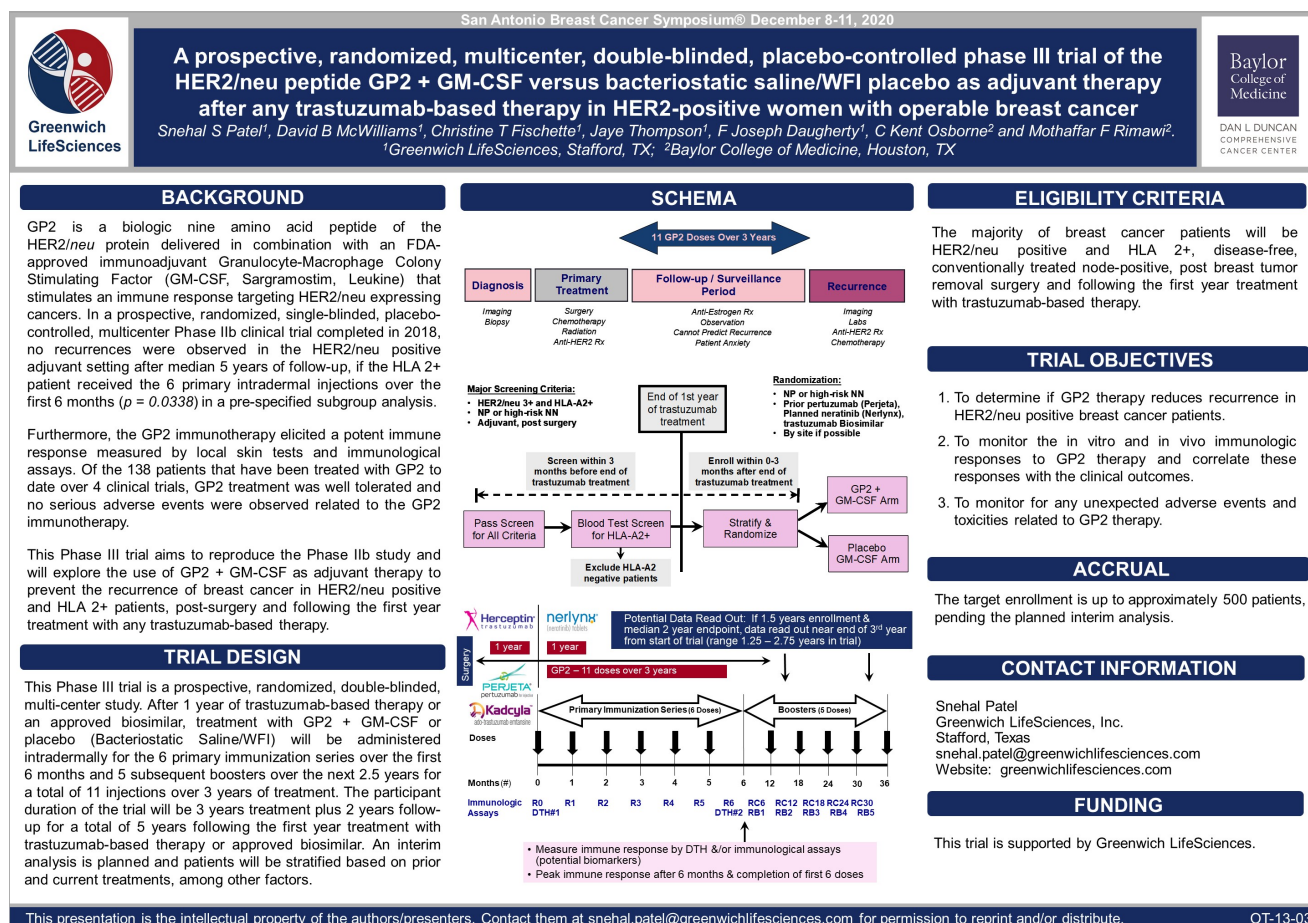 San Antonio Breast Cancer Symposium® December 8-11, 2020
Greenwich
LifeSciences
A prospective, randomized, multicenter, double-blinded, placebo-controlled phase III trial of the
HER2/neu peptide GP2 + GM-CSF versus bacteriostatic saline/WFI placebo as adjuvant therapy
after any trastuzumab-based therapy in HER2-positive women with operable breast cancer
Snehal S Patel1, David B McWilliams1, Christine T Fischette1, Jaye Thompson1, F Joseph Daugherty1, C Kent Osborne2 and Mothaffar F Rimawi2.
1Greenwich LifeSciences, Stafford, TX; 2Baylor College of Medicine, Houston, TX
Baylor
College of
Medicine
DAN L DUNCAN
COMPREHENSIVE
CANCER CENTER
BACKGROUND
GP2 is a biologic nine amino acid peptide of the
HER2/neu protein delivered in combination with an FDA-
approved immunoadjuvant Granulocyte-Macrophage Colony
Stimulating Factor (GM-CSF, Sargramostim, Leukine) that
stimulates an immune response targeting HER2/neu expressing
cancers. In a prospective, randomized, single-blinded, placebo-
controlled, multicenter Phase IIb clinical trial completed in 2018,
no recurrences were observed in the HER2/neu positive
adjuvant setting after median 5 years of follow-up, if the HLA 2+
patient received the 6 primary intradermal injections over the
first 6 months (p = 0.0338) in a pre-specified subgroup analysis.
Furthermore, the GP2 immunotherapy elicited a potent immune
response measured by local skin tests and immunological
assays. Of the 138 patients that have been treated with GP2 to
date over 4 clinical trials, GP2 treatment was well tolerated and
no serious adverse events were observed related to the GP2
immunotherapy.
This Phase III trial aims to reproduce the Phase IIb study and
will explore the use of GP2 + GM-CSF as adjuvant therapy to
prevent the recurrence of breast cancer in HER2/neu positive
and HLA 2+ patients, post-surgery and following the first year
treatment with any trastuzumab-based therapy.
TRIAL DESIGN
This Phase III trial is a prospective, randomized, double-blinded,
multi-center study. After 1 year of trastuzumab-based therapy or
an approved biosimilar, treatment with GP2 + GM-CSF or
placebo (Bacteriostatic Saline/WFI) will be administered
intradermally for the 6 primary immunization series over the first
6 months and 5 subsequent boosters over the next 2.5 years for
a total of 11 injections over 3 years of treatment. The participant
duration of the trial will be 3 years treatment plus 2 years follow-
up for a total of 5 years following the first year treatment with
trastuzumab-based therapy or approved biosimilar. An interim
analysis is planned and patients will be stratified based on prior
and current treatments, among other factors.
SCHEMA
11 GP2 Doses Over 3 Years
Diagnosis
Primary
Treatment
Follow-up / Surveillance
Period
Recurrence
Imaging
Biopsy
Surgery
Chemotherapy
Radiation
Anti-HER2 Rx
Anti-Estrogen Rx
Observation
Cannot Predict Recurrence
Patient Anxiety
Imaging
Labs
Anti-HER2 Rx
Chemotherapy
Major Screening Criteria:
• HER2/neu 3+ and HLA-A2+
• NP or high-risk NN
• Adjuvant, post surgery
End of 1st year
of trastuzumab
treatment
Randomization:
• NP or high-risk NN
• Prior pertuzumab (Perjeta),
Planned neratinib (Nerlynx),
trastuzumab Biosimilar
• By site if possible
Screen within 3
months before end of
trastuzumab treatment
Enroll within 0-3
months after end of
trastuzumab treatment
Pass Screen
for All Criteria
Blood Test Screen
for HLA-A2+
Stratify &
Randomize
GP2 +
GM-CSF Arm
Placebo
GM-CSF Arm
Exclude HLA-A2
negative patients
Herceptin
trastuzumab
nerlynx
(neratinib) tablets
Potential Data Read Out: If 1.5 years enrollment &
median 2 year endpoint, data read out near end of 3rd year
from start of trial (range 1.25 – 2.75 years in trial)
Surgery
1 year
1 year
GP2 – 11 doses over 3 years
PERJETA
pertuzumab
Kadcyla
ado-trastuzumab emtansine
Primary Immunization Series (6 Doses)
Boosters (5 Doses)
Doses
Months (#) 0 1 2 3 4 5 6 12 18 24 30 36
Immunologic R0 R1 R2 R3 R4 R5 R6 RC6 RC12 RC18 RC24 RC30
Assays DTH#1 DTH#2 RB1 RB2 RB3 RB4 RB5
• Measure immune response by DTH &/or immunological assays
(potential biomarkers)
• Peak immune response after 6 months & completion of first 6 doses
ELIGIBILITY CRITERIA
The majority of breast cancer patients will be
HER2/neu positive and HLA 2+, disease-free,
conventionally treated node-positive, post breast tumor
removal surgery and following the first year treatment
with trastuzumab-based therapy.
TRIAL OBJECTIVES
1. To determine if GP2 therapy reduces recurrence in
HER2/neu positive breast cancer patients.
2. To monitor the in vitro and in vivo immunologic
responses to GP2 therapy and correlate these
responses with the clinical outcomes.
3. To monitor for any unexpected adverse events and
toxicities related to GP2 therapy.
ACCRUAL
The target enrollment is up to approximately 500 patients,
pending the planned interim analysis.
CONTACT INFORMATION
Snehal Patel
Greenwich LifeSciences, Inc.
Stafford, Texas
snehal.patel@greenwichlifesciences.com
Website: greenwichlifesciences.com
FUNDING
This trial is supported by Greenwich LifeSciences.
This presentation is the intellectual property of the authors/presenters. Contact them at snehal.patel@greenwichlifesciences.com for permission to reprint and/or distribute.
OT-13-03